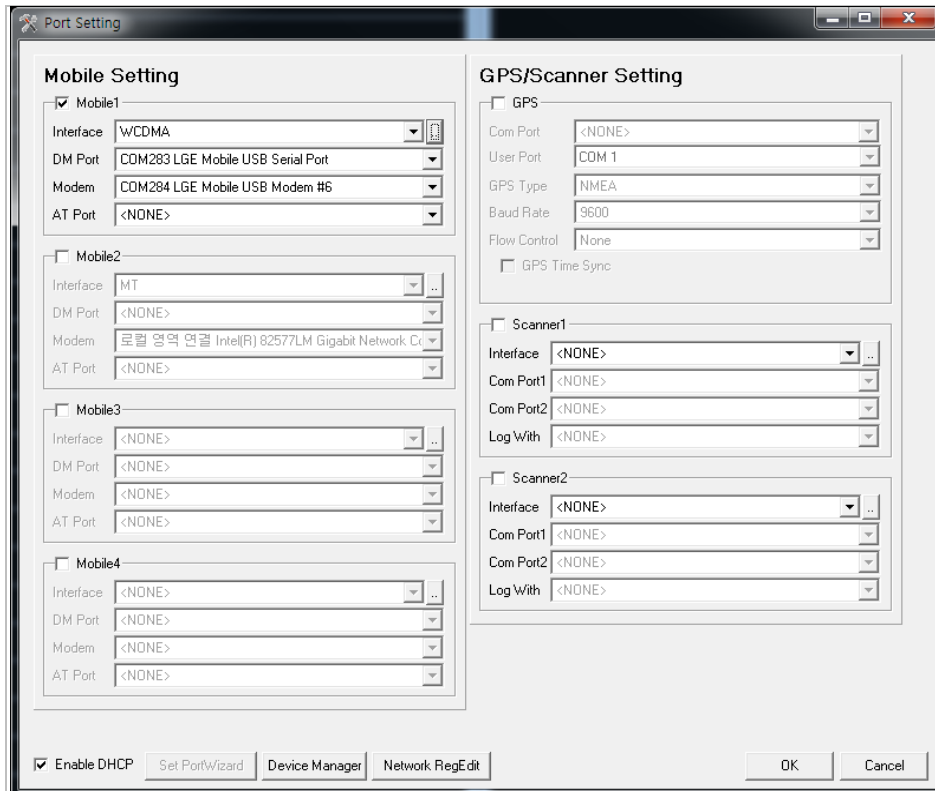 Port Setting
Mobile Setting
Mobile1
Interface WCDMA
DM Port COM283 LGE Mobile USB Serial Port
Modem COM284 LGE Mobile USB Modem #6
AT Port <NONE>
Mobile2
Interface MT ..
DM Port <NONE>
Modem 로컬 영역 연결 Intel(R) 82577LM Gigabit Network
AT Port <NONE>
Mobile3
Interface <NONE> ..
DM Port <NONE>
Modem <NONE>
AT Port <NONE>
Mobile4
Interface <NONE> ..
DM Port <NONE>
Modem <NONE>
AT Port <NONE>
GPS/Scanner Setting
GPS
Com Port <NONE>
User Port COM 1
GPS Type NMEA
Baud Rate 9600
Flow Control None
GPS Time Sync
Scanner1
Interface <NONE> ..
Com Port1 <NONE>
Com Port2 <NONE>
Log With <NONE>
Scanner2
Interface <NONE> ..
Com Port1 <NONE>
Com Port2 <NONE>
Log With <NONE>
Enable DHCP Set PortWizard Device Manager Network RegEdit OK Cancel